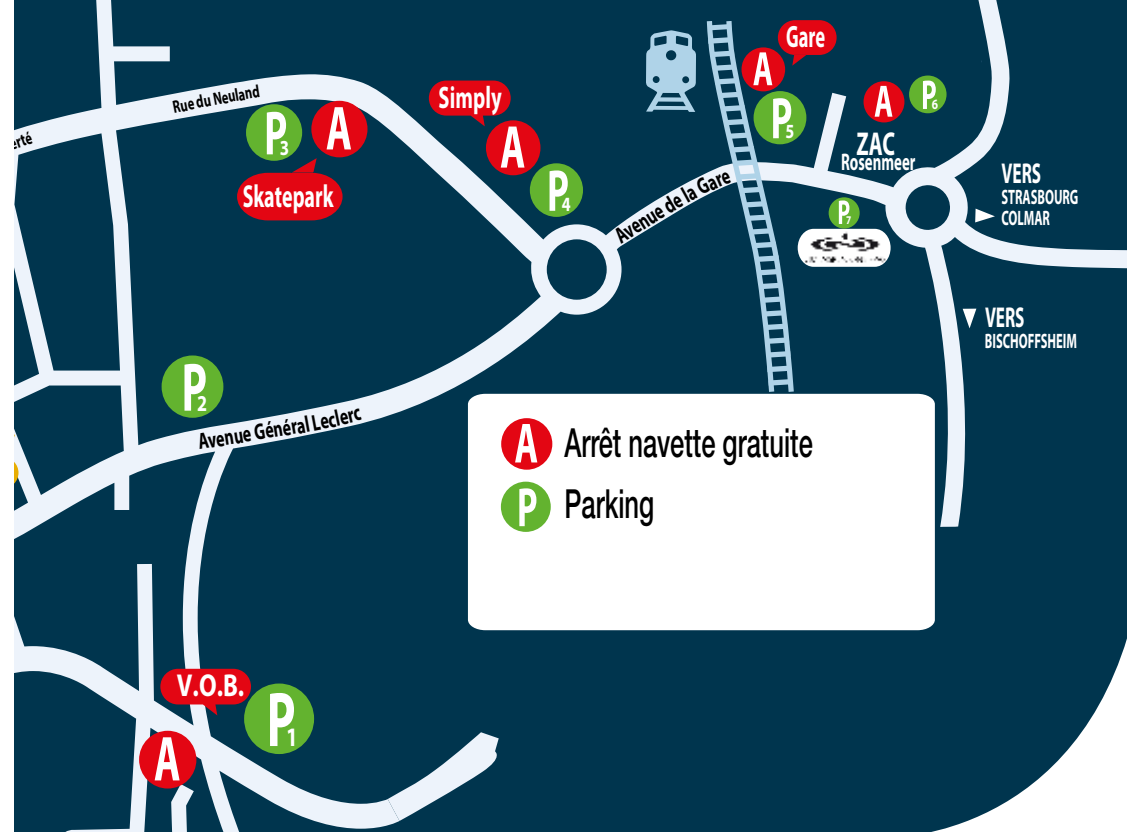 Gare
A
Simply
P6
A
Rue du Neuland
P5
P3
A
erté
A
ZAC
Rosenmeer
VERS
STRASBOURG
COLMAR
Skatepark
P4
Avenue de la Gare
P7
VERS
BISCHOFFSHEIM
P2
Avenue Général Leclerc
A Arrêt navette gratuite
P Parking
V.O.B.
P1
A